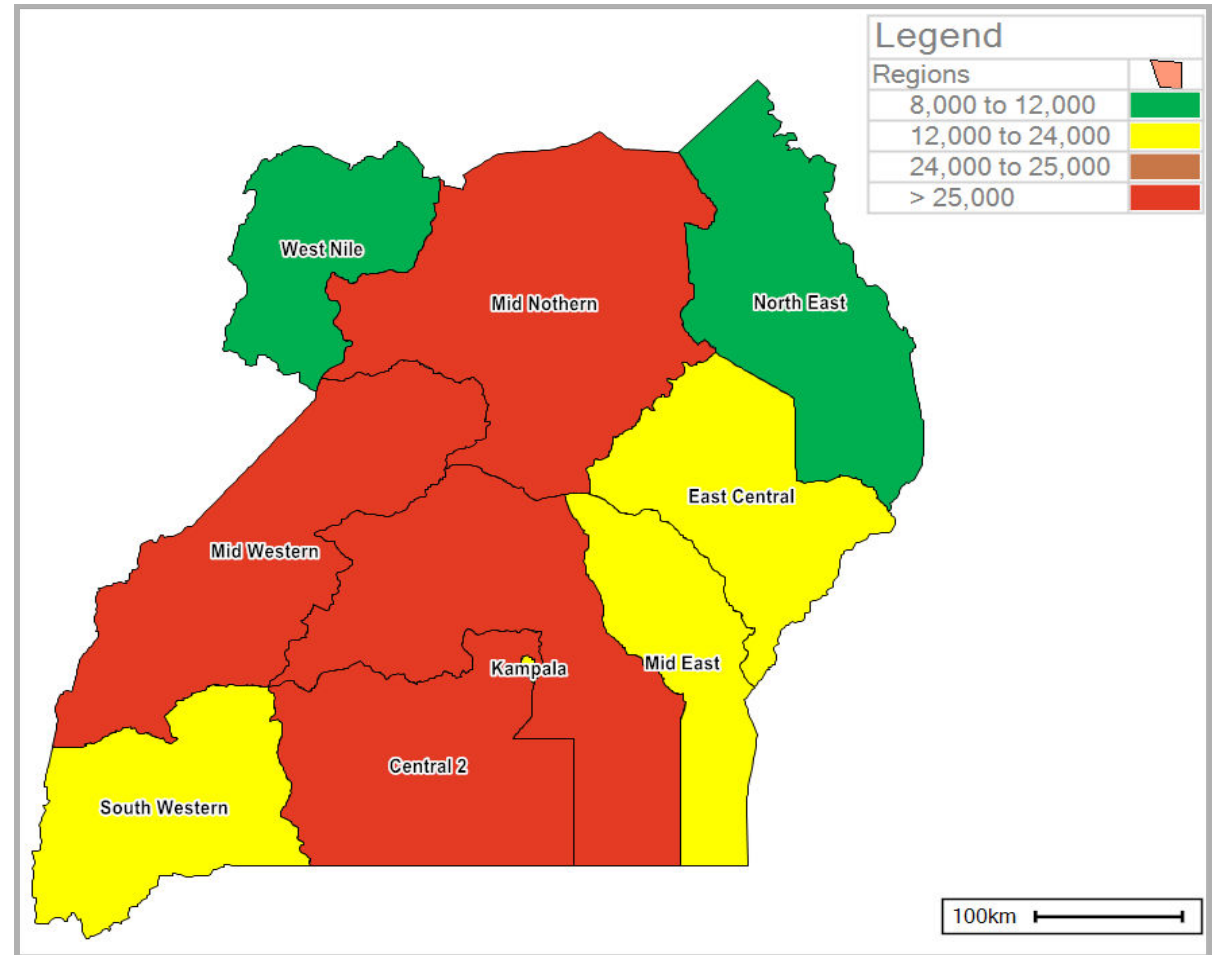 Legend
Regions
8,000 to 12,000
12,000 to 24,000
24,000 to 25,000
> 25,000
West Nile
Mid Nothern
North East
East Central
Mid Western
Kampala
Mid East
Central 2
South Western
100km